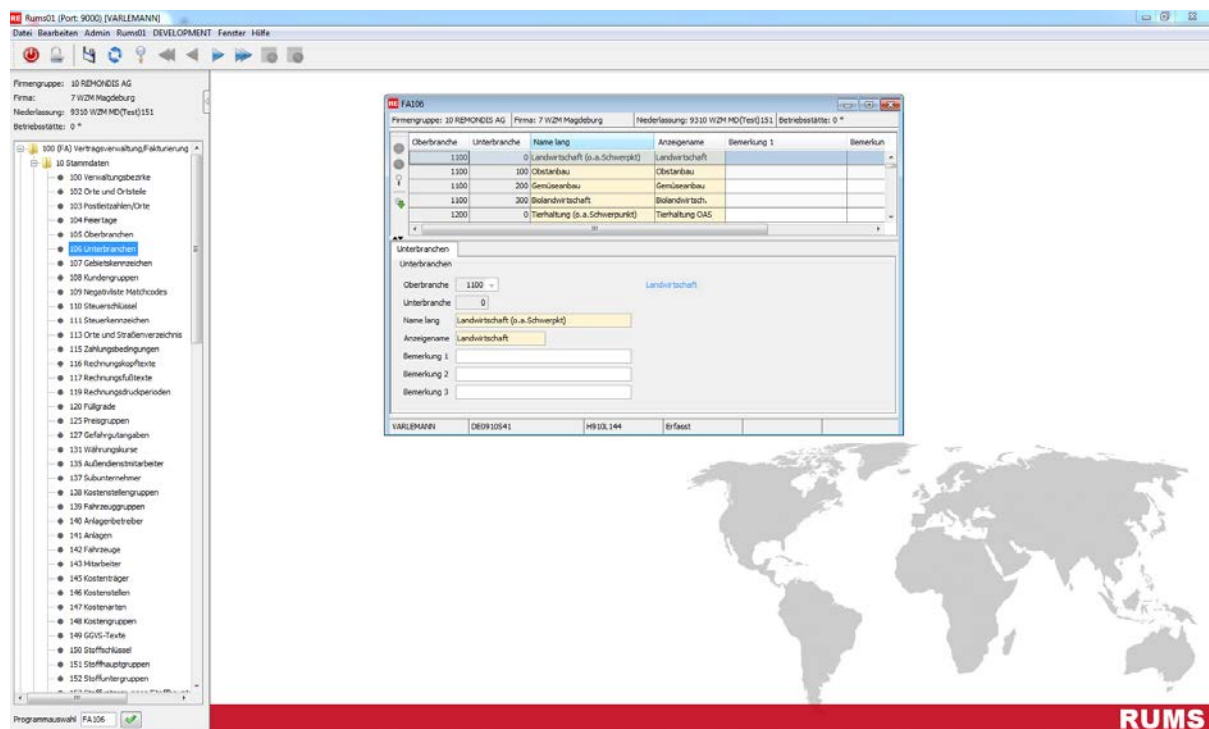 RE Rums01 (Port: 9000) [VARLEMANN]
Datei Bearbeiten Admin Rums01 DEVELOPMENT Fenster Hilfe
Firmengruppe: 10 REMONDIS AG
Firma: 7 WZM Magdeburg
Niederlassung: 9310 WZM MD(Test)151
Betriebsstätte: 0 *
100 (FA) Vertragsverwaltung,Fakturierung
10 Stammdaten
100 Verwaltungsbezirke
102 Orte und Ortsteile
103 Postleitzahlen/Orte
104 Feiertage
105 Oberbranchen
106 Unterbranchen
107 Gebietskennzeichen
108 Kundengruppen
109 Negativliste Matchcodes
110 Steuerschlüssel
111 Steuerkennzeichen
113 Orte und Straßenverzeichnis
115 Zahlungsbedingungen
116 Rechnungskopftexte
117 Rechnungsfußtexte
119 Rechnungsdruckperioden
120 Füllgrade
125 Preisgruppen
127 Gefahrgutangaben
131 Währungskurse
135 Außendienstmitarbeiter
137 Subunternehmer
138 Kostenstellengruppen
139 Fahrzeuggruppen
140 Anlagenbetreiber
141 Anlagen
142 Fahrzeuge
143 Mitarbeiter
145 Kostenträger
146 Kostenstellen
147 Kostenarten
148 Kostengruppen
149 GGVS-Texte
150 Stoffschlüssel
151 Stoffhauptgruppen
152 Stoffuntergruppen
Programmauswahl FA106
RE FA106
Firmengruppe: 10 REMONDIS AG Firma: 7 WZM Magdeburg Niederlassung: 9310 WZM MD(Test)151 Betriebsstätte: 0 *
Oberbranche Unterbranche Name lang Anzeigename Bemerkung 1 Bemerkun
1100 0 Landwirtschaft (o.a.Schwerpkt) Landwirtschaft
1100 100 Obstanbau Obstanbau
1100 200 Gemüseanbau Gemüseanbau
1100 300 Biolandwirtschaft Biolandwirtsch.
1200 0 Tierhaltung (o.a.Schwerpunkt) Tierhaltung OAS
Unterbranchen
Unterbranchen
Oberbranche 1100 Landwirtschaft
Unterbranche 0
Name lang Landwirtschaft (o.a.Schwerpkt)
Anzeigename Landwirtschaft
Bemerkung 1
Bemerkung 2
Bemerkung 3
VARLEMANN DE0910S41 H910L144 Erfasst
RUMS